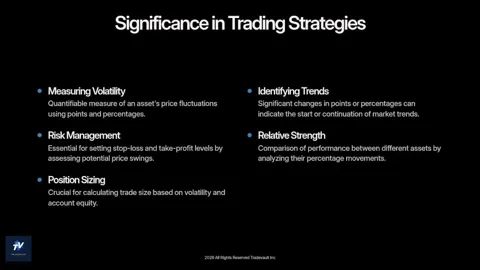 Significance in Trading Strategies
Measuring Volatility
Quantifiable measure of an asset's price fluctuations
using points and percentages.
Risk Management
Essential for setting stop-loss and take-profit levels by
assessing potential price swings.
Position Sizing
Crucial for calculating trade size based on volatility and
account equity.
Identifying Trends
Significant changes in points or percentages can
indicate the start or continuation of market trends.
Relative Strength
Comparison of performance between different assets by
analyzing their percentage movements.
TV
2026 All Rights Reserved Tradevault Inc